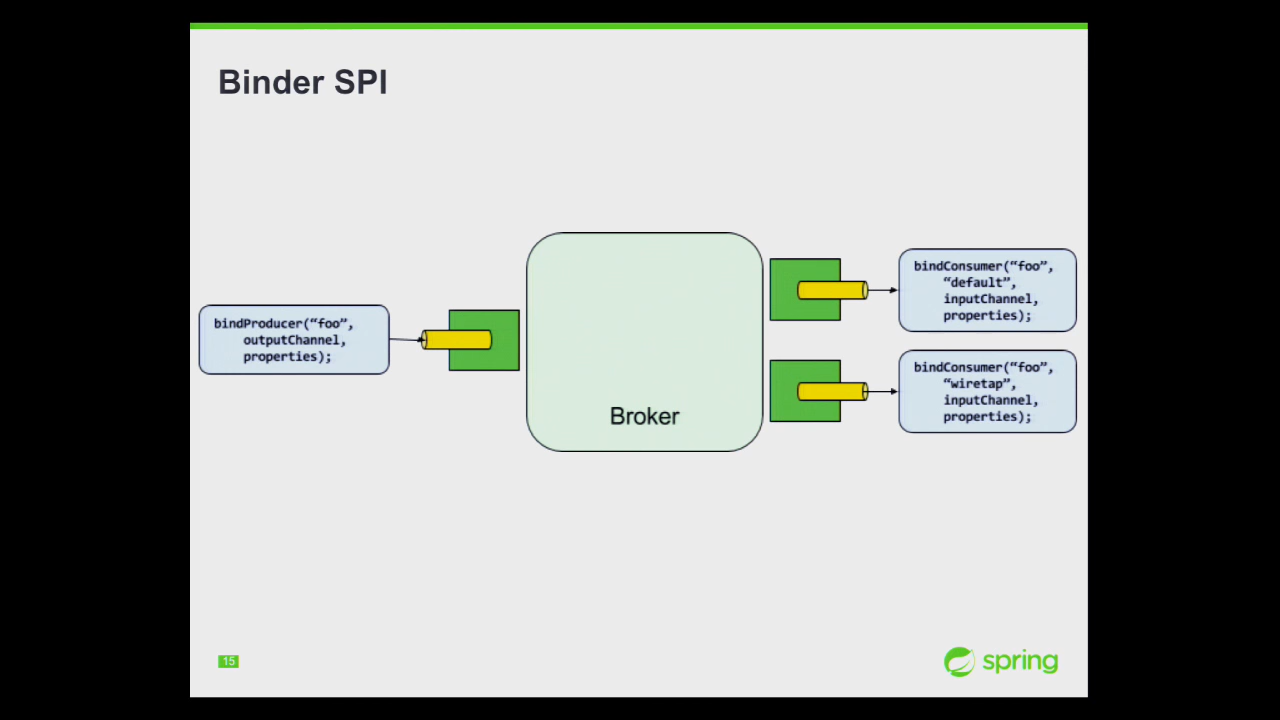 Binder SPI
bindProducer(“foo”,
outputChannel,
properties);
Broker
bindConsumer(“foo”,
“default”,
inputChannel,
properties);
bindConsumer(“foo”,
“wiretap”,
inputChannel,
properties);
15
spring